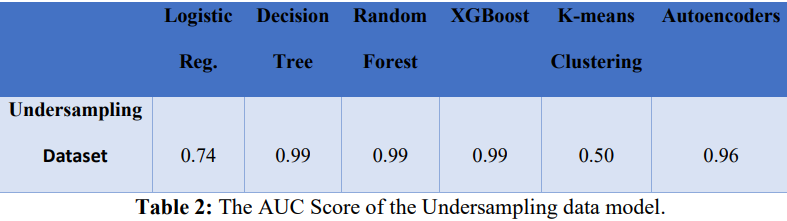 Logistic Decision Random XGBoost K-means Autoencoders
Reg. Tree Forest Clustering
Undersampling
Dataset 0.74 0.99 0.99 0.99 0.50 0.96
Table 2: The AUC Score of the Undersampling data model.